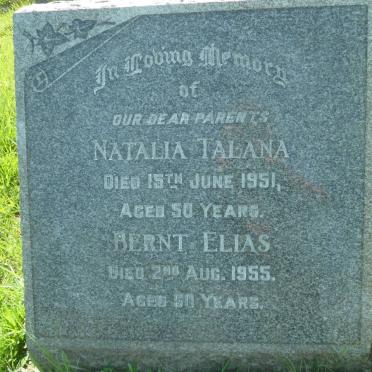 In Loving Memory
of
OUR DEAR PARENTS
NATALIA TALANA
DIED 15TH JUNE 1951,
AGED 50 YEARS.
BERNT ELIAS
DIED 2ND AUG. 1955.
AGED 60 YEARS.